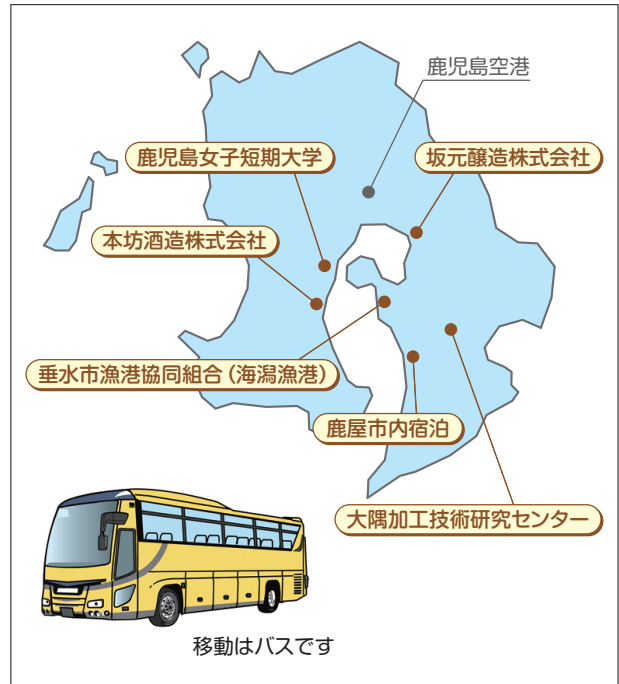 鹿児島空港
鹿児島女子短期大学
坂元醸造株式会社
本坊酒造株式会社
垂水市漁港協同組合（海潟漁港）
鹿屋市内宿泊
大隅加工技術研究センター
移動はバスです